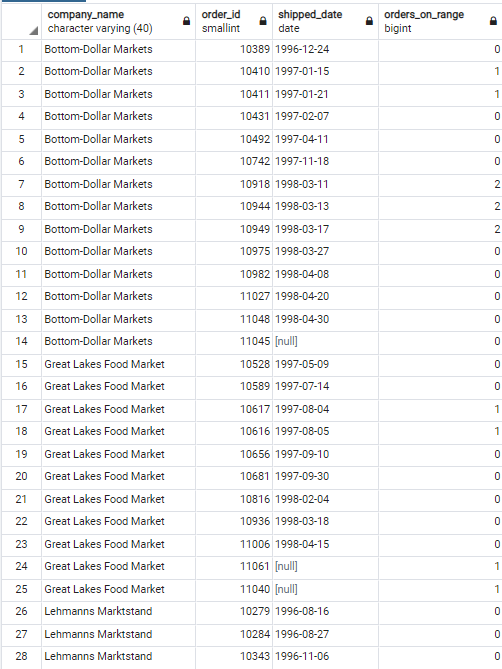 company_name order_id shipped_date orders_on_range
character varying (40) smallint date bigint
1 Bottom-Dollar Markets 10389 1996-12-24 0
2 Bottom-Dollar Markets 10410 1997-01-15 1
3 Bottom-Dollar Markets 10411 1997-01-21 1
4 Bottom-Dollar Markets 10431 1997-02-07 0
5 Bottom-Dollar Markets 10492 1997-04-11 0
6 Bottom-Dollar Markets 10742 1997-11-18 0
7 Bottom-Dollar Markets 10918 1998-03-11 2
8 Bottom-Dollar Markets 10944 1998-03-13 2
9 Bottom-Dollar Markets 10949 1998-03-17 2
10 Bottom-Dollar Markets 10975 1998-03-27 0
11 Bottom-Dollar Markets 10982 1998-04-08 0
12 Bottom-Dollar Markets 11027 1998-04-20 0
13 Bottom-Dollar Markets 11048 1998-04-30 0
14 Bottom-Dollar Markets 11045 [null] 0
15 Great Lakes Food Market 10528 1997-05-09 0
16 Great Lakes Food Market 10589 1997-07-14 0
17 Great Lakes Food Market 10617 1997-08-04 1
18 Great Lakes Food Market 10616 1997-08-05 1
19 Great Lakes Food Market 10656 1997-09-10 0
20 Great Lakes Food Market 10681 1997-09-30 0
21 Great Lakes Food Market 10816 1998-02-04 0
22 Great Lakes Food Market 10936 1998-03-18 0
23 Great Lakes Food Market 11006 1998-04-15 0
24 Great Lakes Food Market 11061 [null] 1
25 Great Lakes Food Market 11040 [null] 1
26 Lehmanns Marktstand 10279 1996-08-16 0
27 Lehmanns Marktstand 10284 1996-08-27 0
28 Lehmanns Marktstand 10343 1996-11-06 0